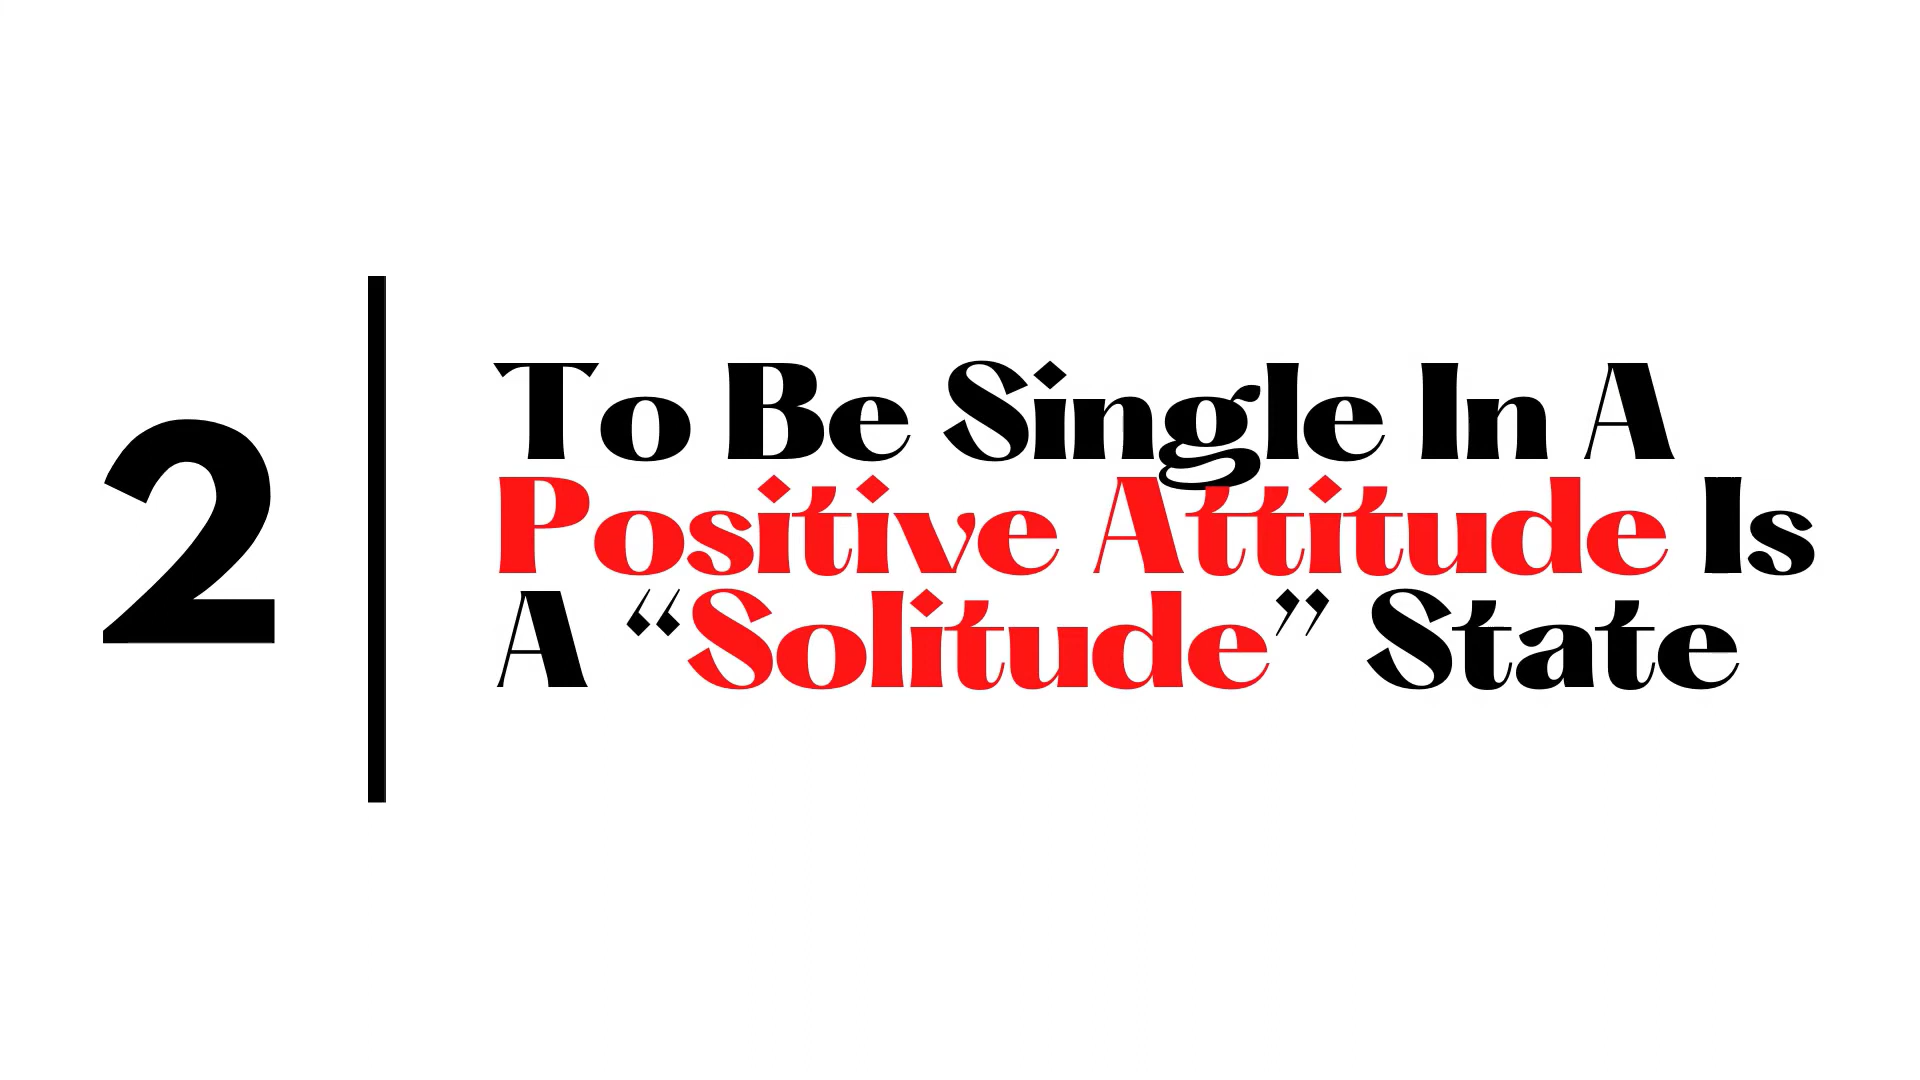 2
To Be Single In A
Positive Attitude Is
A “Solitude” State